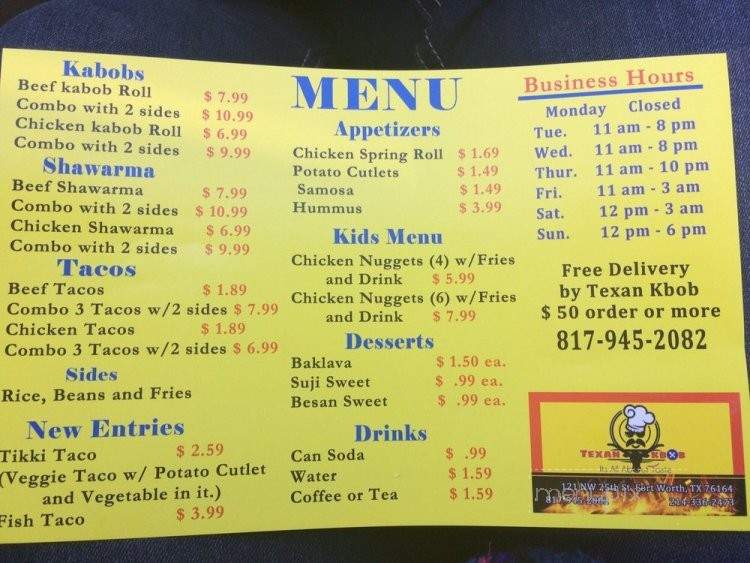 Kabobs
Beef kabob Roll $ 7.99
Combo with 2 sides $ 10.99
Chicken kabob Roll $ 6.99
Combo with 2 sides $ 9.99
Shawarma
Beef Shawarma $ 7.99
Combo with 2 sides $ 10.99
Chicken Shawarma $ 6.99
Combo with 2 sides $ 9.99
Tacos
Beef Tacos $ 1.89
Combo 3 Tacos w/2 sides $ 7.99
Chicken Tacos $ 1.89
Combo 3 Tacos w/2 sides $ 6.99
Sides
Rice, Beans and Fries
New Entries
Tikki Taco $ 2.59
(Veggie Taco w/ Potato Cutlet
and Vegetable in it.)
Fish Taco $ 3.99
MENU
Appetizers
Chicken Spring Roll $ 1.69
Potato Cutlets $ 1.49
Samosa $ 1.49
Hummus $ 3.99
Kids Menu
Chicken Nuggets (4) w/Fries
and Drink $ 5.99
Chicken Nuggets (6) w/Fries
and Drink $ 7.99
Desserts
Baklava $ 1.50 ea.
Suji Sweet $ .99 ea.
Besan Sweet $ .99 ea.
Drinks
Can Soda $ .99
Water $ 1.59
Coffee or Tea $ 1.59
Business Hours
Monday Closed
Tue. 11 am - 8 pm
Wed. 11 am - 8 pm
Thur. 11 am - 10 pm
Fri. 11 am - 3 am
Sat. 12 pm - 3 am
Sun. 12 pm - 6 pm
Free Delivery
by Texan Kbob
$ 50 order or more
817-945-2082
TEXAN KBOB
Its All About Taste
121 NW 25th St, Fort Worth, TX 76164
214-336-7473